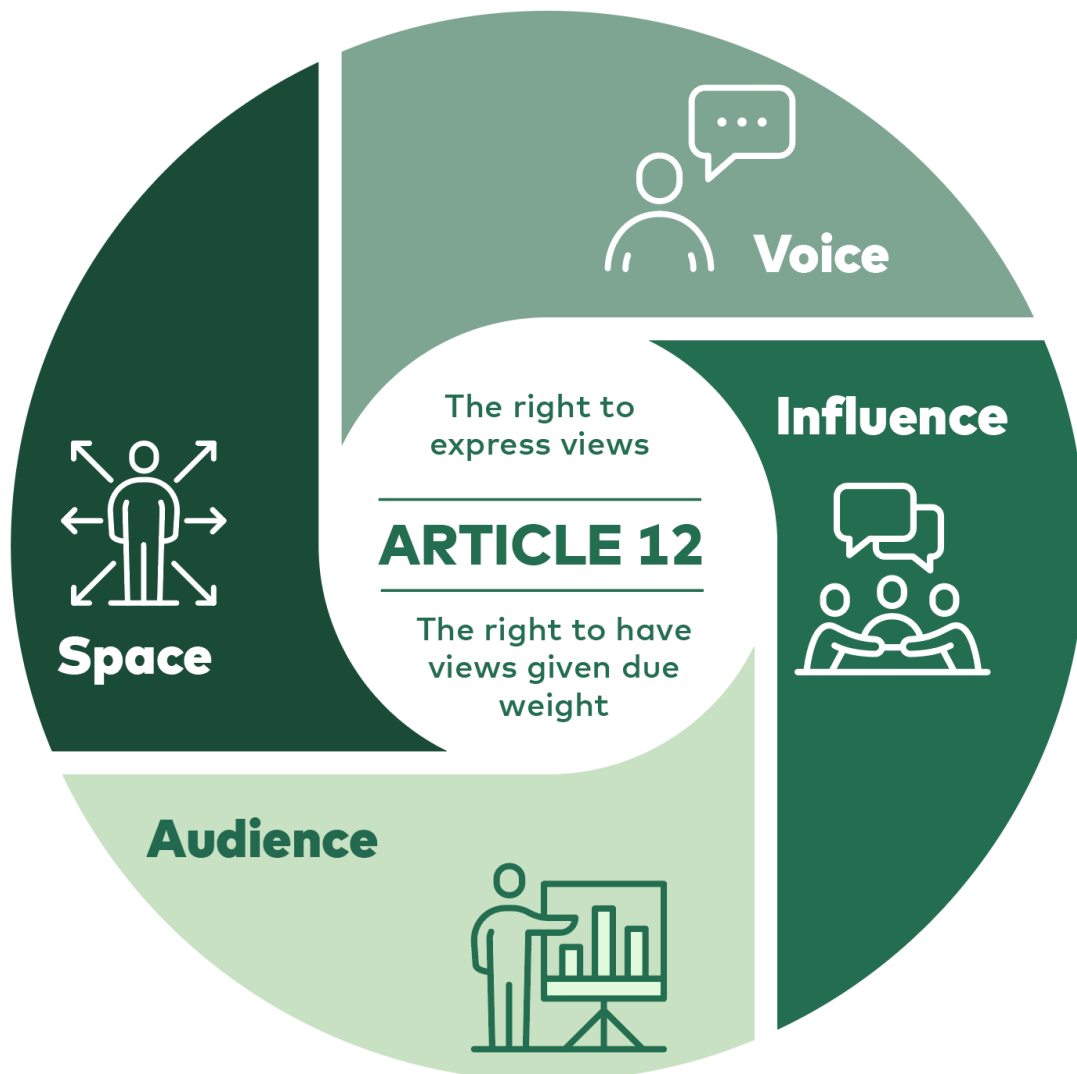 Voice
Influence
The right to
express views
ARTICLE 12
The right to have
views given due
weight
Space
Audience